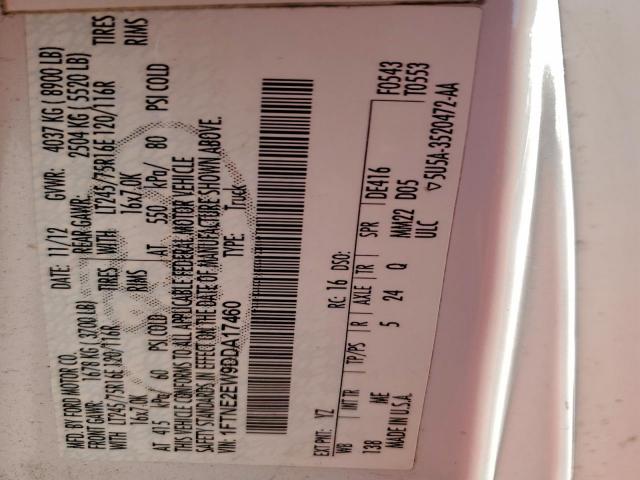 MFD. BY FORD MOTOR CO.
DATE: 11/12 GVWR: 4037 KG ( 8900 LB)
FRONT GAWR: 1678 KG ( 3700 LB) REAR GAWR: 2504 KG ( 5520 LB)
WITH LT245/75R16E 120/116R TIRES WITH LT245/75R16E 120/116R TIRES
16x7.0K RIMS 16x7.0K RIMS
AT 415 kPa/ 60 PSI COLD AT 550 kPa/ 80 PSI COLD
THIS VEHICLE CONFORMS TO ALL APPLICABLE FEDERAL MOTOR VEHICLE
SAFETY STANDARDS IN EFFECT ON THE DATE OF MANUFACTURE SHOWN ABOVE.
VIN: 1FTNE2EW9DDA17460 TYPE: Truck
F0543
T0553
EXT PNT: YZ RC: 16 DSO:
WB INT TR TP/PS R AXLE TR SPR DE416
138 ME 5 24 Q MM22 D05
MADE IN U.S.A. ULC
5U5A-3520472-AA